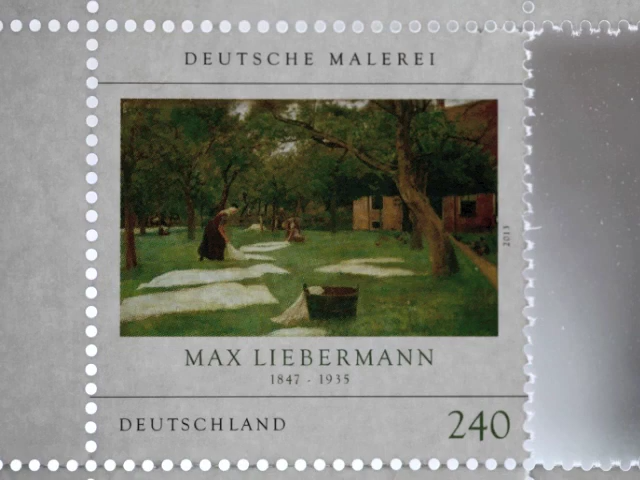 DEUTSCHE MALEREI
2013
MAX LIEBERMANN
1847 - 1935
DEUTSCHLAND
240